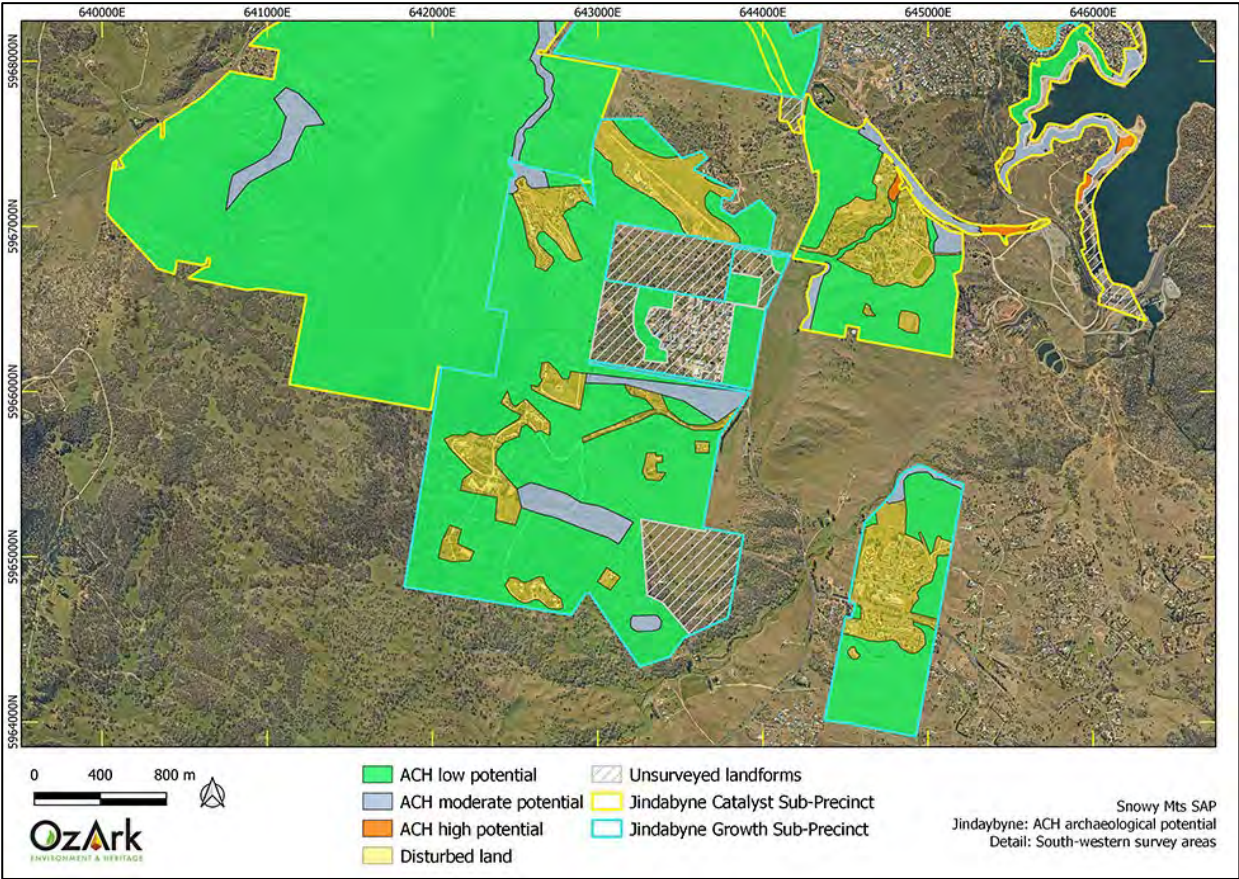 640000E 641000E 642000E 643000E 644000E 645000E 646000E
5968000N
5967000N
5966000N
5965000N
5964000N
0 400 800 m
OzArk
ENVIRONMENT & HERITAGE
ACH low potential
ACH moderate potential
ACH high potential
Disturbed land
Unsurveyed landforms
Jindabyne Catalyst Sub-Precinct
Jindabyne Growth Sub-Precinct
Snowy Mts SAP
Jindaybyne: ACH archaeological potential
Detail: South-western survey areas